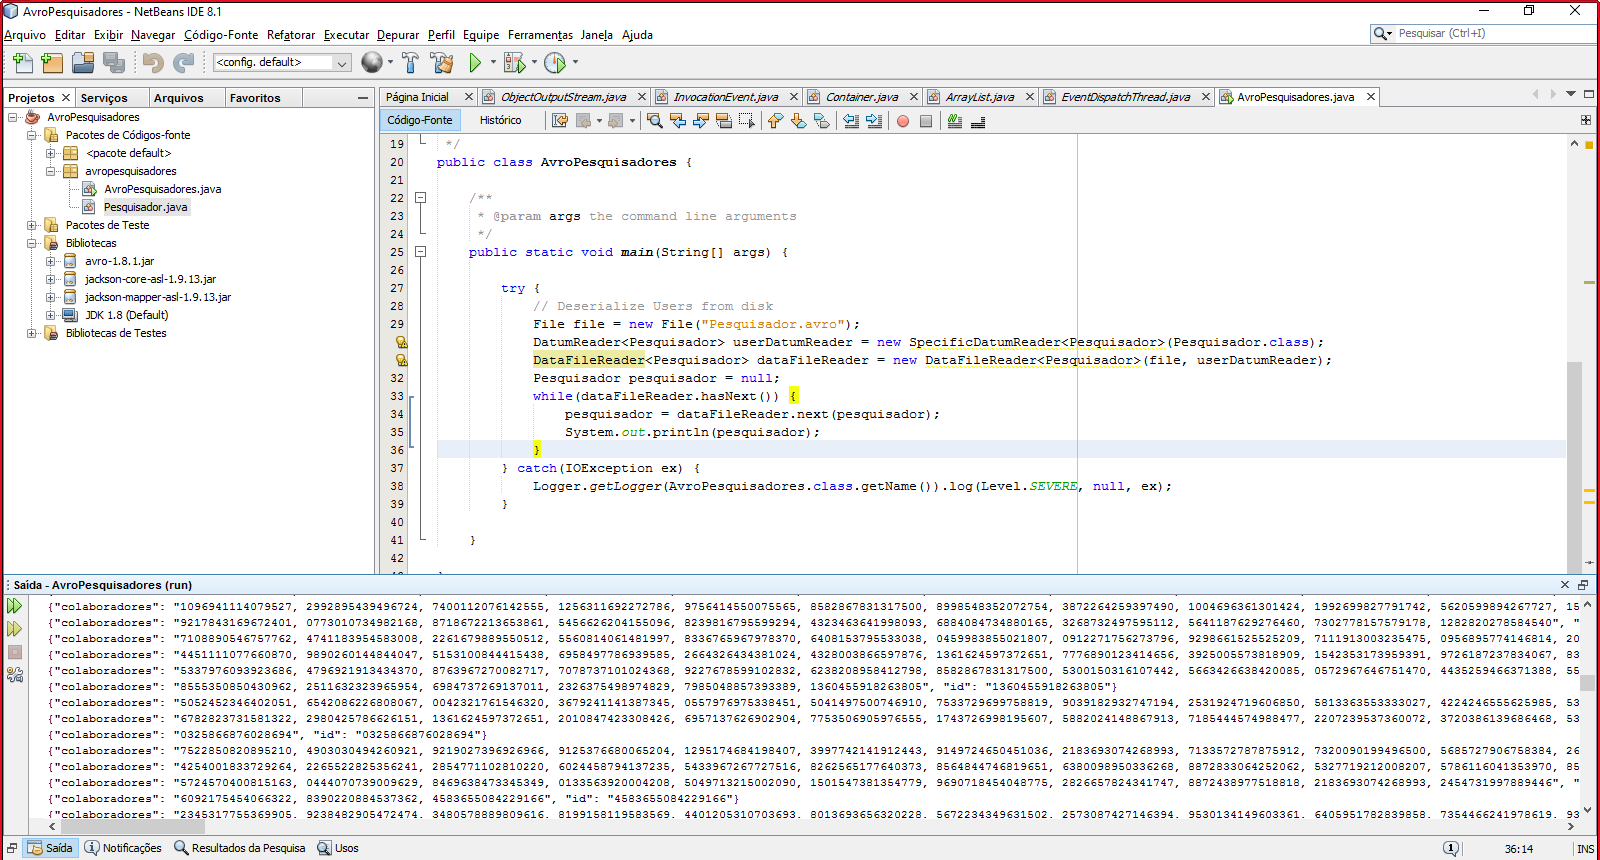 AvroPesquisadores - NetBeans IDE 8.1
Arquivo Editar Exibir Navegar Código-Fonte Refatorar Executar Depurar Perfil Equipe Ferramentas Janela Ajuda
Pesquisar (Ctrl+I)
<config. default>
Projetos Serviços Arquivos Favoritos
AvroPesquisadores
Pacotes de Códigos-fonte
<pacote default>
avropesquisadores
AvroPesquisadores.java
Pesquisador.java
Pacotes de Teste
Bibliotecas
avro-1.8.1.jar
jackson-core-asl-1.9.13.jar
jackson-mapper-asl-1.9.13.jar
JDK 1.8 (Default)
Bibliotecas de Testes
Página Inicial ObjectOutputStream.java InvocationEvent.java Container.java ArrayList.java EventDispatchThread.java AvroPesquisadores.java
Código-Fonte Histórico
19 */
20 public class AvroPesquisadores {
21
22 /**
23 * @param args the command line arguments
24 */
25 public static void main(String[] args) {
26
27 try {
28 // Deserialize Users from disk
29 File file = new File("Pesquisador.avro");
DatumReader<Pesquisador> userDatumReader = new SpecificDatumReader<Pesquisador>(Pesquisador.class);
DataFileReader<Pesquisador> dataFileReader = new DataFileReader<Pesquisador>(file, userDatumReader);
32 Pesquisador pesquisador = null;
33 while(dataFileReader.hasNext()) {
34 pesquisador = dataFileReader.next(pesquisador);
35 System.out.println(pesquisador);
36 }
37 } catch(IOException ex) {
38 Logger.getLogger(AvroPesquisadores.class.getName()).log(Level.SEVERE, null, ex);
39 }
40
41 }
42
Saída - AvroPesquisadores (run)
{"colaboradores": "1096941114079527, 2992895439496724, 7400112076142555, 1256311692272786, 9756414550075565, 8582867831317500, 8998548352072754, 3872264259397490, 1004696361301424, 1992699827791742, 5620599894267727, 15
{"colaboradores": "9217843169672401, 0773010734982168, 8718672213653861, 5456626204155096, 8239816795599294, 4323463641998093, 6884084734880165, 3268732497595112, 5641187629276460, 7302778157579178, 1282820278584540", "
{"colaboradores": "7108890546757762, 4741183954583008, 2261679889550512, 5560814061481997, 8336765967978370, 6408153795533038, 0459983855021807, 0912271756273796, 9298661525525209, 7111913003235475, 0956895774146814, 20
{"colaboradores": "4451111077660870, 9890260144844047, 5153100844415438, 6958497786939585, 2664326434381024, 4328003866597876, 1361624597372651, 7776890123414656, 3925005573818909, 1542353173959391, 9726187237834067, 83
{"colaboradores": "5337976093923686, 4796921913434370, 8763967270082717, 7078737101024368, 9227678599102832, 6238208958412798, 8582867831317768, 5300150316107442, 5663426638420085, 0572967646751470, 4435259466371388, 55
{"colaboradores": "8555350850430962, 2511632323965954, 6984737269137011, 2326375498974829, 7985048857393389, 1360455918263805", "id": "1360455918263805"}
{"colaboradores": "5052452346402051, 6542086226808067, 0042321761546320, 3679241141387345, 0557976975338451, 5041497500746910, 7533729699758819, 9039182932747194, 2531924719606850, 5813363553333027, 4224246555625985, 53
{"colaboradores": "6782823731581322, 2980425786626151, 1361624597372651, 2010847423308426, 6957137626902904, 7753506905976555, 1743726998195607, 5882024148867913, 7185444574988477, 2207239537360072, 3720386139686468, 53
{"colaboradores": "0325866876028694", "id": "0325866876028694"}
{"colaboradores": "7522850820895210, 4903030494260921, 9219027396926966, 9125376680065204, 1295174684198407, 3997742141912443, 9149724650451036, 2183693074268993, 7133572787875912, 7320090199496500, 5685727906758384, 26
{"colaboradores": "4254001833729264, 2265522825356241, 2854771102810220, 6024458794137235, 5433967267727516, 8262565177640373, 8564844746819651, 6380098950336268, 8872833064252062, 5327719212008207, 5786116041353970, 85
{"colaboradores": "5724570400815163, 0444070739009629, 8469638473345349, 0133563920004208, 5049713215002090, 1501547381354779, 9690718454048775, 2826657824341747, 8872438977518818, 2183693074268993, 2454731997889446", "
{"colaboradores": "6092175454066322, 8390220884537362, 4583655084229166", "id": "4583655084229166"}
{"colaboradores": "2345317755369905, 9238482905472474, 3480578889809616, 8199158119583569, 4401205310703693, 8013693656320228, 5672234349631502, 2573087427146394, 9530134149603361, 6405951782839858, 7354466241978619, 93
Saída Notificações Resultados da Pesquisa Usos
1 36:14 INS